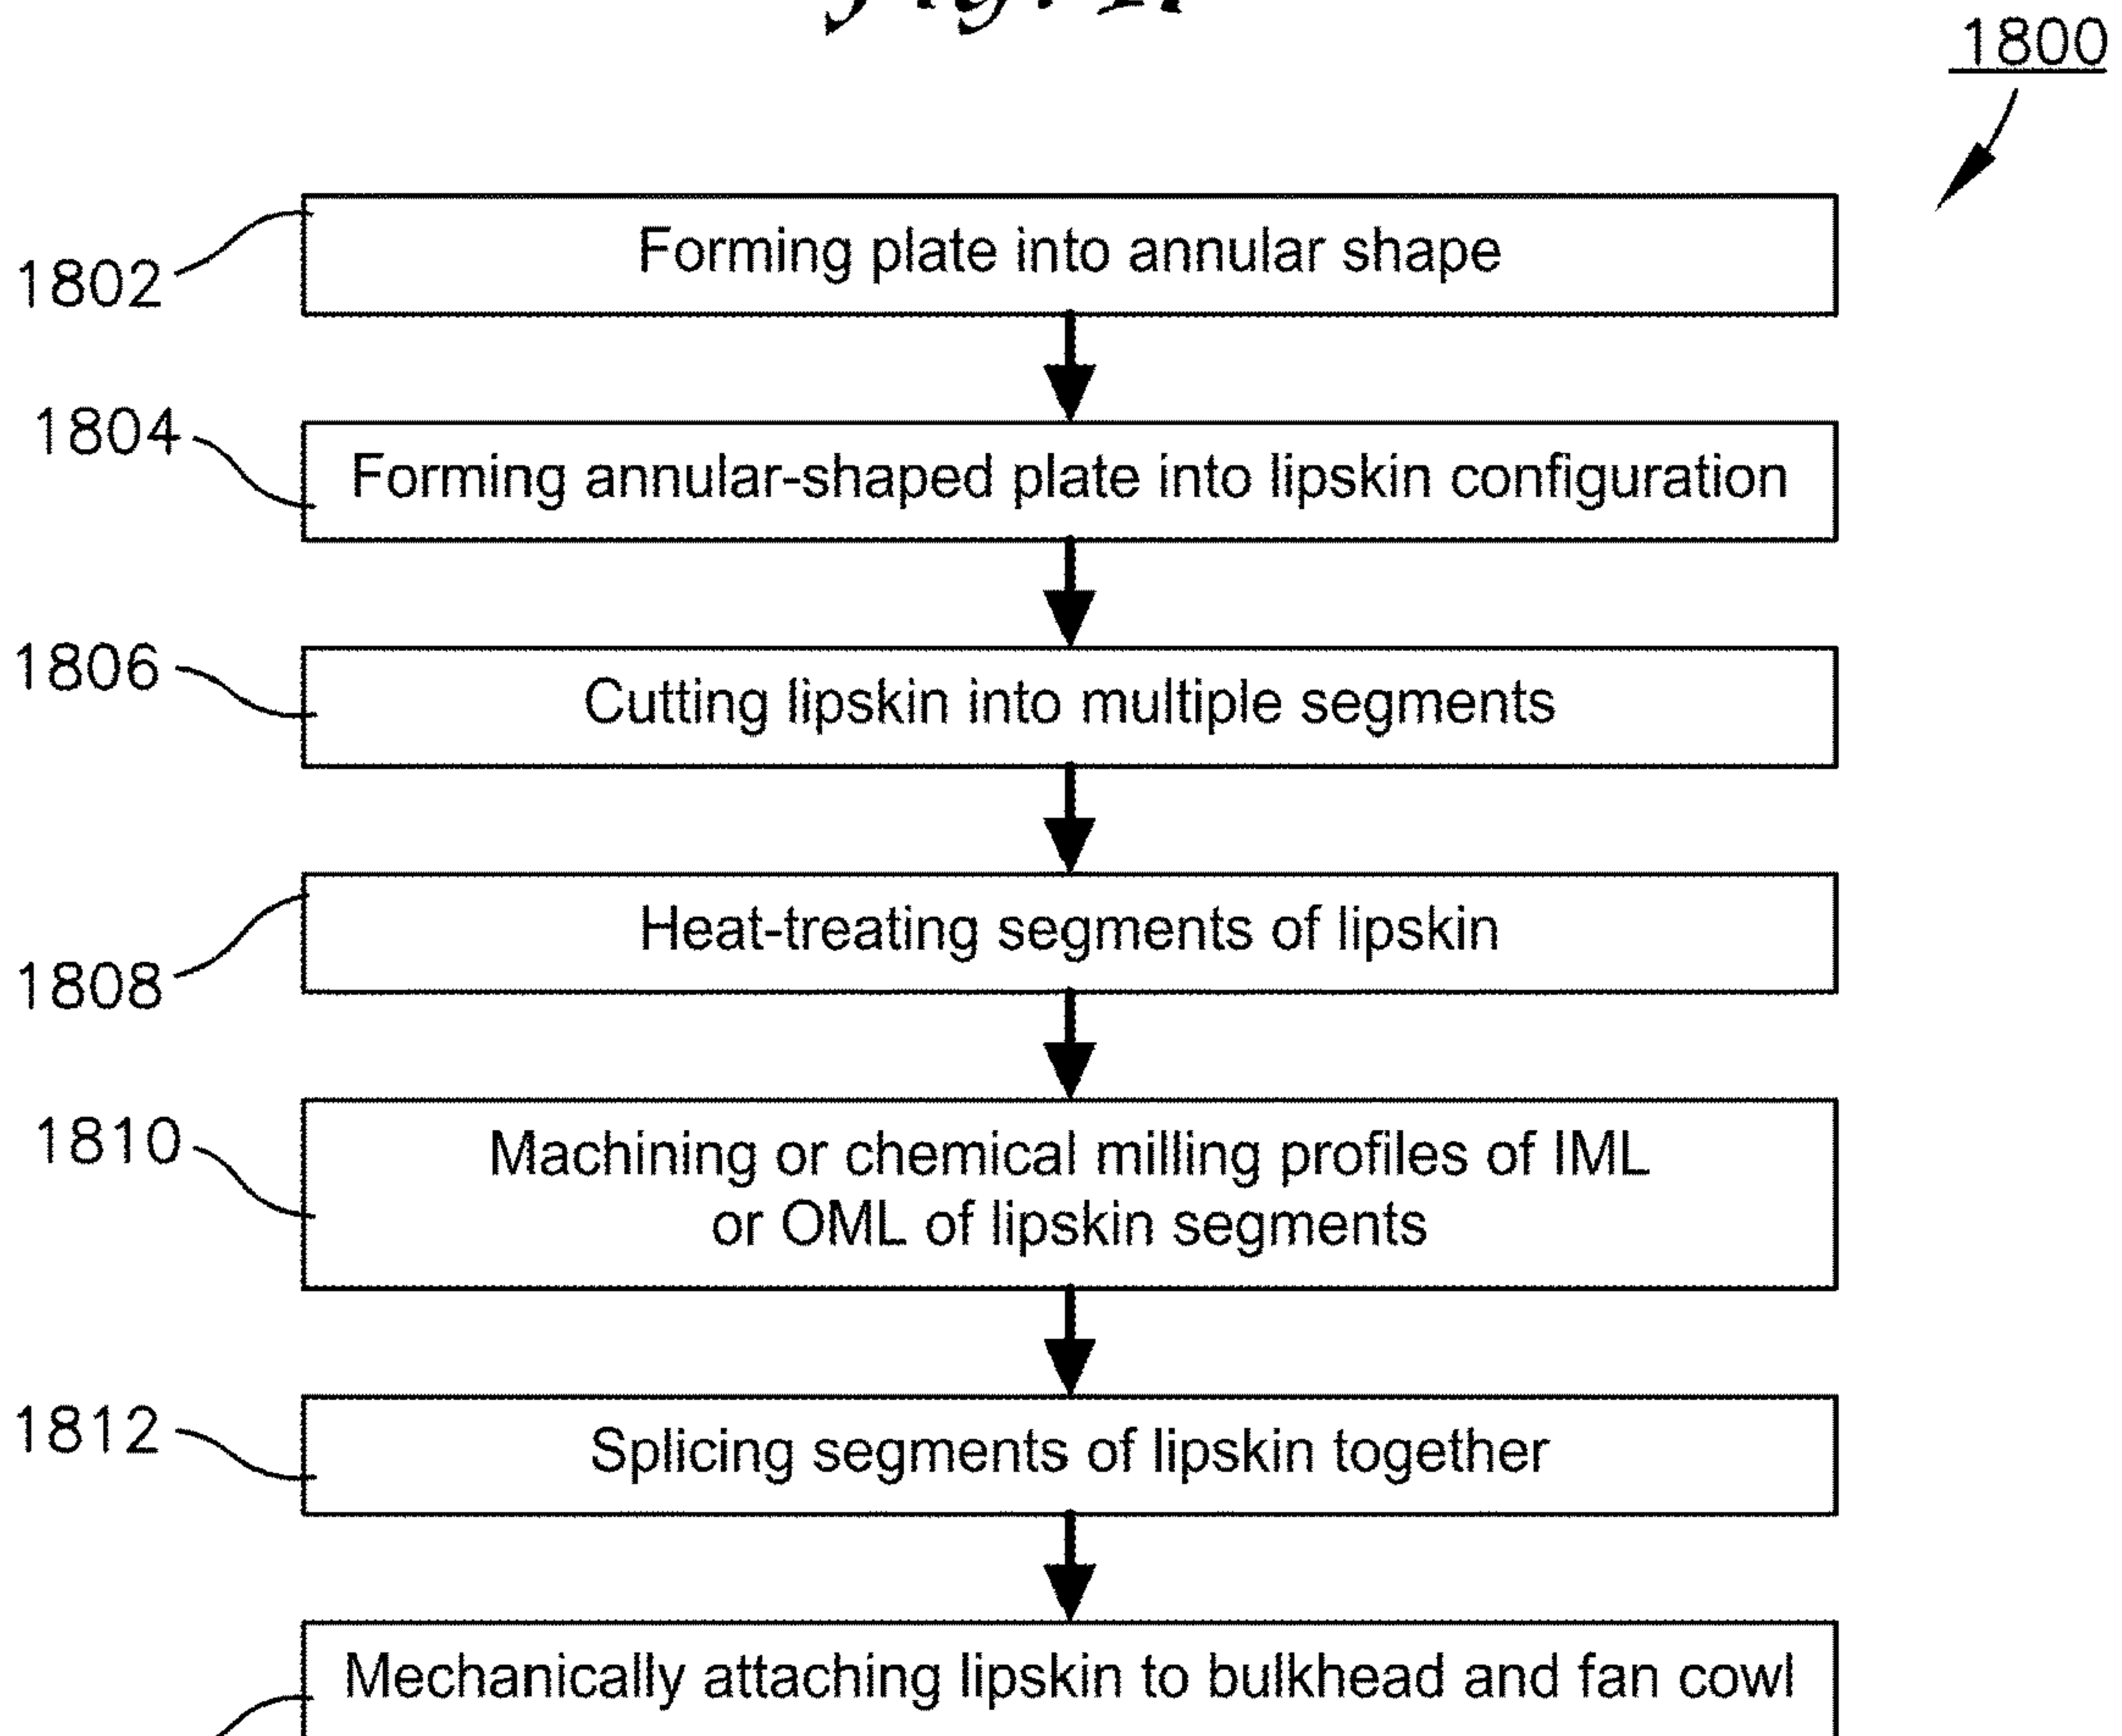 1800
Forming plate into annular shape
1802
1804
Forming annular-shaped plate into lipskin configuration
1806
Cutting lipskin into multiple segments
Heat-treating segments of lipskin
1808
1810
Machining or chemical milling profiles of IML
or OML of lipskin segments
1812
Splicing segments of lipskin together
Mechanically attaching lipskin to bulkhead and fan cowl